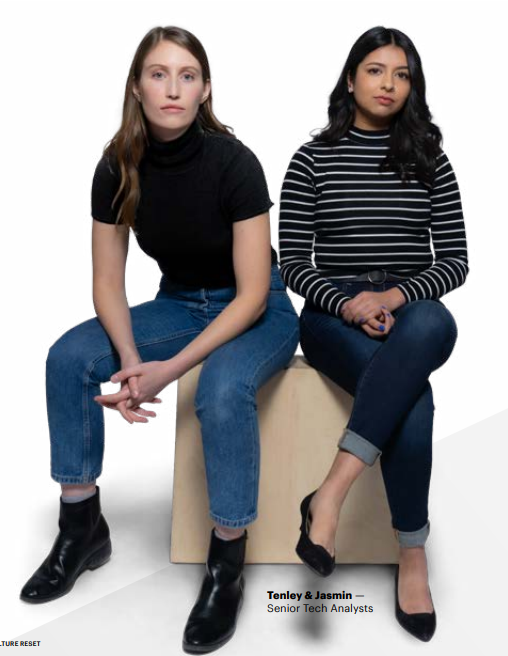 Tenley & Jasmin —
Senior Tech Analysts
LTURE RESET